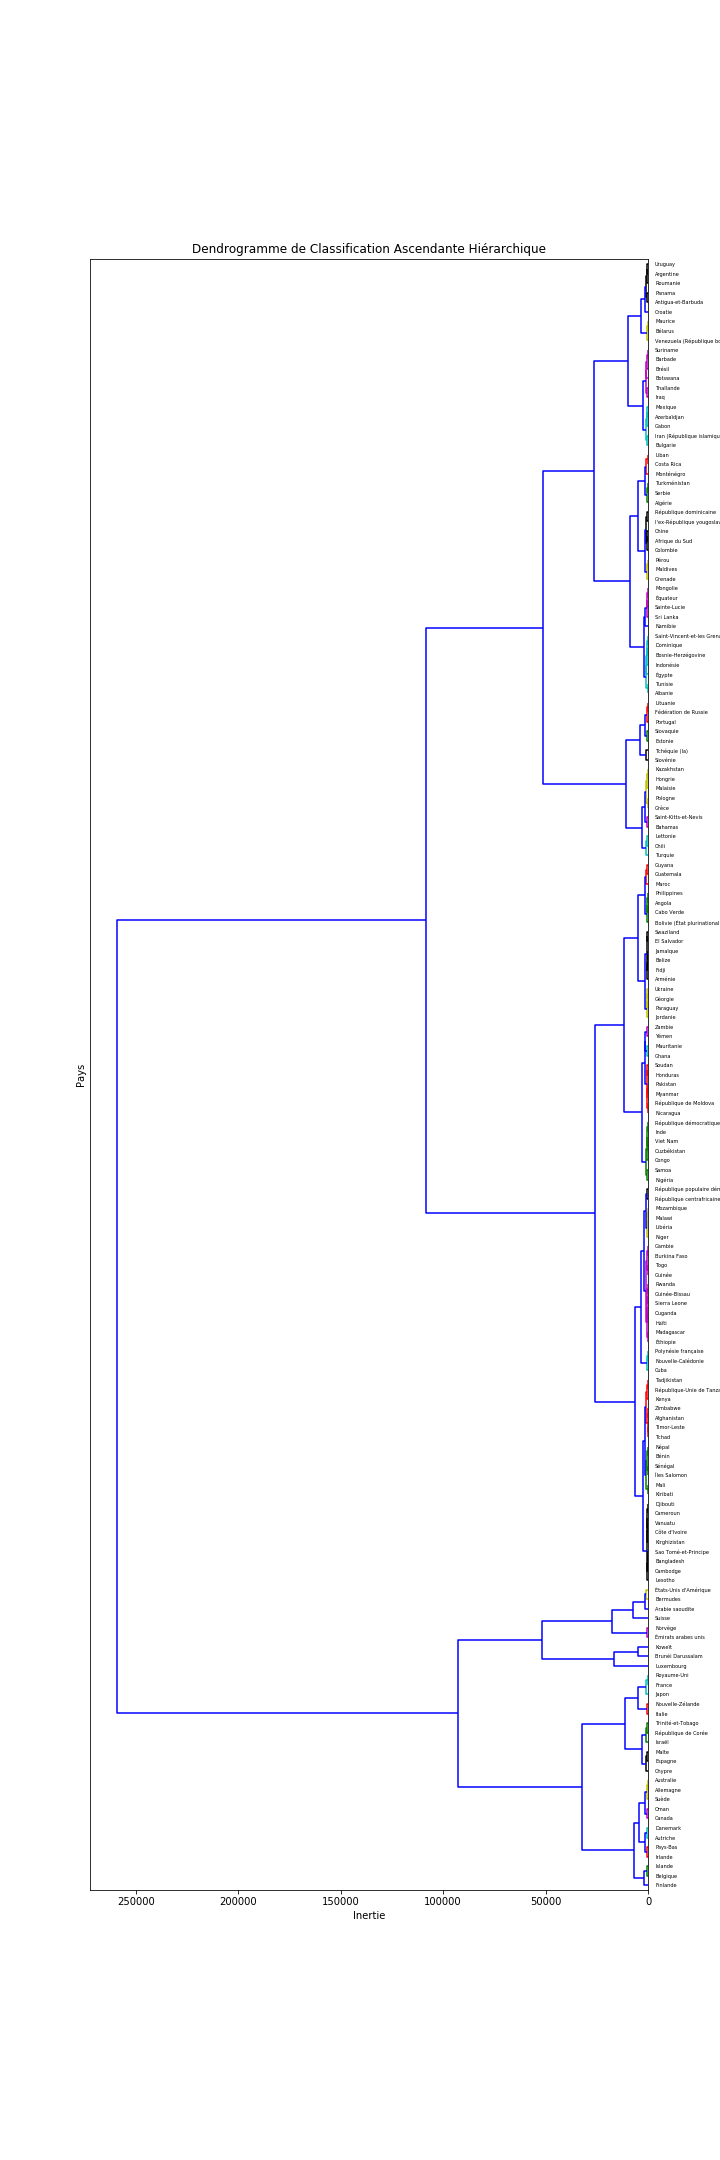 Dendrogramme de Classification Ascendante Hiérarchique
Uruguay
Argentine
Roumanie
Panama
Antigua-et-Barbuda
Croatie
Maurice
Bélarus
Venezuela (République bo
Suriname
Barbade
Brésil
Botswana
Thaïlande
Iraq
Mexique
Azerbaïdjan
Gabon
Iran (République islamiqu
Bulgarie
Liban
Costa Rica
Monténégro
Turkménistan
Serbie
Algérie
République dominicaine
l'ex-République yougoslav
Chine
Afrique du Sud
Colombie
Pérou
Maldives
Grenade
Mongolie
Équateur
Sainte-Lucie
Sri Lanka
Namibie
Saint-Vincent-et-les Grena
Dominique
Bosnie-Herzégovine
Indonésie
Égypte
Tunisie
Albanie
Lituanie
Fédération de Russie
Portugal
Slovaquie
Estonie
Tchéquie (la)
Slovénie
Kazakhstan
Hongrie
Malaisie
Pologne
Grèce
Saint-Kitts-et-Nevis
Bahamas
Lettonie
Chili
Turquie
Guyana
Guatemala
Maroc
Philippines
Angola
Cabo Verde
Bolivie (État plurinational
Swaziland
El Salvador
Jamaïque
Belize
Fidji
Arménie
Ukraine
Géorgie
Paraguay
Jordanie
Zambie
Yémen
Mauritanie
Ghana
Soudan
Honduras
Pakistan
Myanmar
République de Moldova
Nicaragua
République démocratique
Inde
Viet Nam
Ouzbékistan
Congo
Samoa
Nigéria
République populaire dém
République centrafricaine
Mozambique
Malawi
Libéria
Niger
Gambie
Burkina Faso
Togo
Guinée
Rwanda
Guinée-Bissau
Sierra Leone
Ouganda
Haïti
Madagascar
Éthiopie
Polynésie française
Nouvelle-Calédonie
Cuba
Tadjikistan
République-Unie de Tanza
Kenya
Zimbabwe
Afghanistan
Timor-Leste
Tchad
Népal
Bénin
Sénégal
Îles Salomon
Mali
Kiribati
Djibouti
Cameroun
Vanuatu
Côte d'Ivoire
Kirghizistan
Sao Tomé-et-Principe
Bangladesh
Cambodge
Lesotho
États-Unis d'Amérique
Bermudes
Arabie saoudite
Suisse
Norvège
Émirats arabes unis
Koweït
Brunéi Darussalam
Luxembourg
Royaume-Uni
France
Japon
Nouvelle-Zélande
Italie
Trinité-et-Tobago
République de Corée
Israël
Malte
Espagne
Chypre
Australie
Allemagne
Suède
Oman
Canada
Danemark
Autriche
Pays-Bas
Irlande
Islande
Belgique
Finlande
Pays
250000 200000 150000 100000 50000 0
Inertie